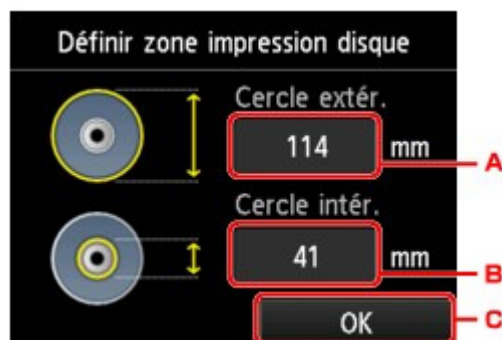 Définir zone impression disque
Cercle extér.
114 mm
A
Cercle intér.
41 mm
B
OK
C